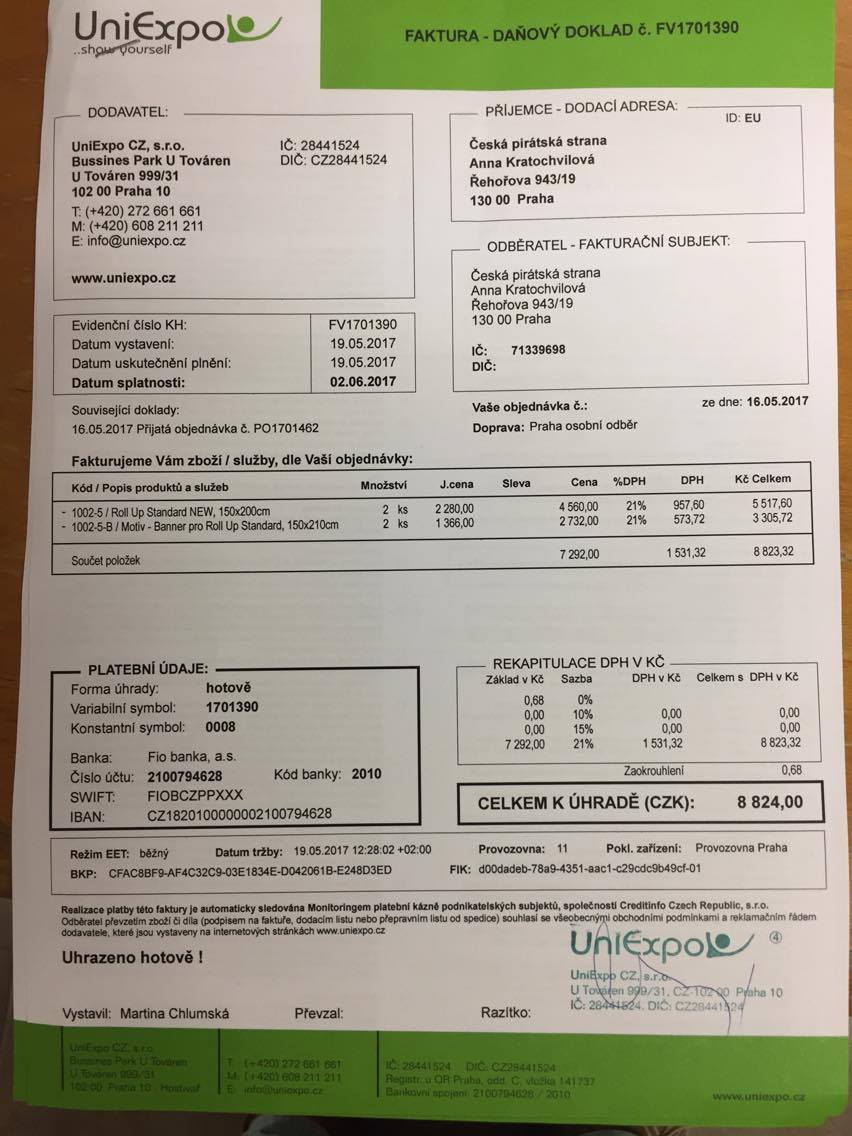 UniExpo
..show yourself
FAKTURA - DAŇOVÝ DOKLAD č. FV1701390
DODAVATEL:
UniExpo CZ, s.r.o.
Bussines Park U Továren
U Továren 999/31
102 00 Praha 10
IČ: 28441524
DIČ: CZ28441524
T: (+420) 272 661 661
M: (+420) 608 211 211
E: info@uniexpo.cz
www.uniexpo.cz
PŘÍJEMCE - DODACÍ ADRESA:
ID: EU
Česká pirátská strana
Anna Kratochvilová
Řehořova 943/19
130 00 Praha
ODBĚRATEL - FAKTURAČNÍ SUBJEKT:
Česká pirátská strana
Anna Kratochvilová
Řehořova 943/19
130 00 Praha
IČ: 71339698
DIČ:
Evidenční číslo KH: FV1701390
Datum vystavení: 19.05.2017
Datum uskutečnění plnění: 19.05.2017
Datum splatnosti: 02.06.2017
Související doklady:
16.05.2017 Přijatá objednávka č. PO1701462
Vaše objednávka č.: ze dne: 16.05.2017
Doprava: Praha osobní odběr
Fakturujeme Vám zboží / služby, dle Vaší objednávky:
Kód / Popis produktů a služeb Množství J.cena Sleva Cena %DPH DPH Kč Celkem
- 1002-5 / Roll Up Standard NEW, 150x200cm 2 ks 2 280,00 4 560,00 21% 957,60 5 517,60
- 1002-5-B / Motiv - Banner pro Roll Up Standard, 150x210cm 2 ks 1 366,00 2 732,00 21% 573,72 3 305,72
Součet položek 7 292,00 1 531,32 8 823,32
PLATEBNÍ ÚDAJE:
Forma úhrady: hotově
Variabilní symbol: 1701390
Konstantní symbol: 0008
Banka: Fio banka, a.s.
Číslo účtu: 2100794628 Kód banky: 2010
SWIFT: FIOBCZPPXXX
IBAN: CZ1820100000002100794628
REKAPITULACE DPH V KČ
Základ v Kč Sazba DPH v Kč Celkem s DPH v Kč
0,68 0%
0,00 10% 0,00 0,00
0,00 15% 0,00 0,00
7 292,00 21% 1 531,32 8 823,32
Zaokrouhlení 0,68
CELKEM K ÚHRADĚ (CZK): 8 824,00
Režim EET: běžný Datum tržby: 19.05.2017 12:28:02 +02:00 Provozovna: 11 Pokl. zařízení: Provozovna Praha
BKP: CFAC8BF9-AF4C32C9-03E1834E-D042061B-E248D3ED FIK: d00dadeb-78a9-4351-aac1-c29cdc9b49cf-01
Realizace platby této faktury je automaticky sledována Monitoringem platební kázně podnikatelských subjektů, společností Creditinfo Czech Republic, s.r.o.
Odběratel převzetím zboží či díla (podpisem na faktuře, dodacím listu nebo přepravním listu od spedice) souhlasí se všeobecnými obchodními podmínkami a reklamačním řádem
dodavatele, které jsou vystaveny na internetových stránkách www.uniexpo.cz
Uhrazeno hotově !
UniExpo
4
UniExpo CZ, s.r.o.
U Továren 999/31, CZ-102 00 Praha 10
IČ: 28441524, DIČ: CZ28441524
Vystavil: Martina Chlumská Převzal: Razítko:
UniExpo CZ, s.r.o.
Bussines Park U Továren
U Továren 999/31
102 00 Praha 10 Hostivař
T: (+420) 272 661 661
M: (+420) 608 211 211
E: info@uniexpo.cz
IČ: 28441524 DIČ: CZ28441524
Registr. u OR Praha, odd. C, vložka 141737
Bankovní spojení: 2100794628 / 2010
www.uniexpo.cz